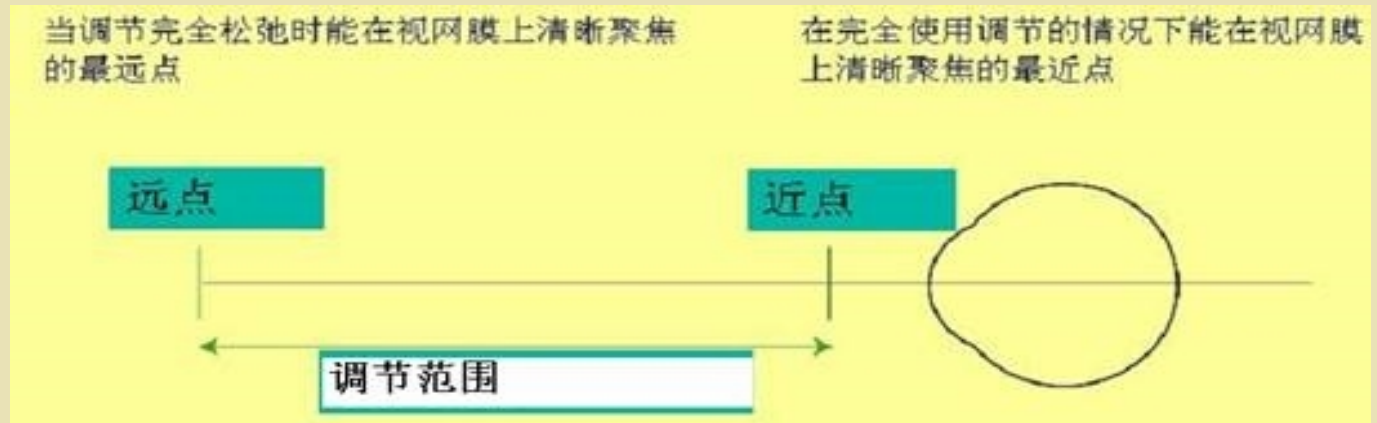 当调节完全松弛时能在视网膜上清晰聚焦
的最远点
在完全使用调节的情况下能在视网膜
上清晰聚焦的最近点
远点
近点
调节范围